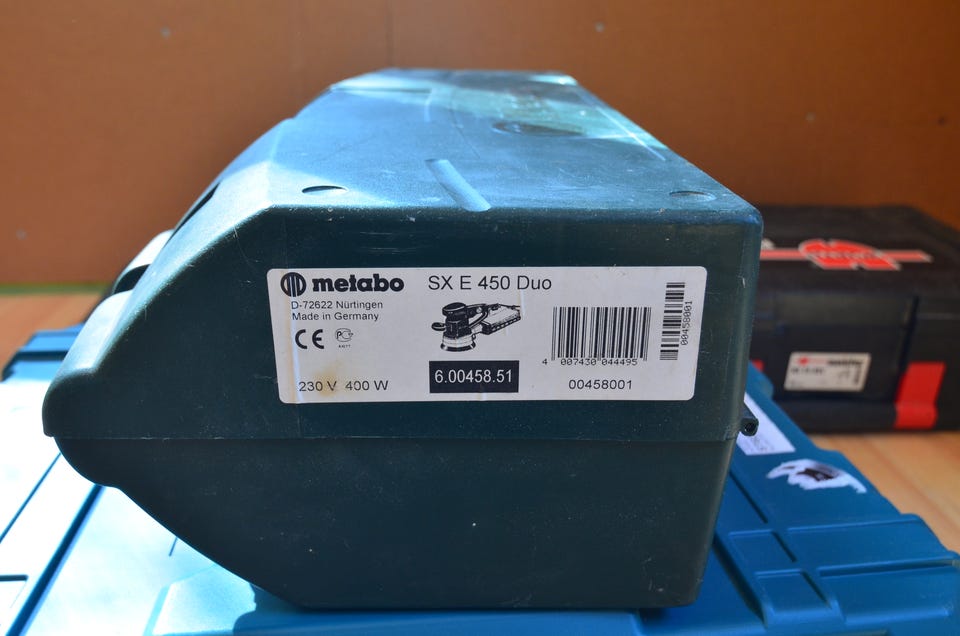 metabo
SX E 450 Duo
D-72622 Nürtingen
Made in Germany
CE
230 V 400 W
6.00458.51
4 007430 044495
00458001
00458001